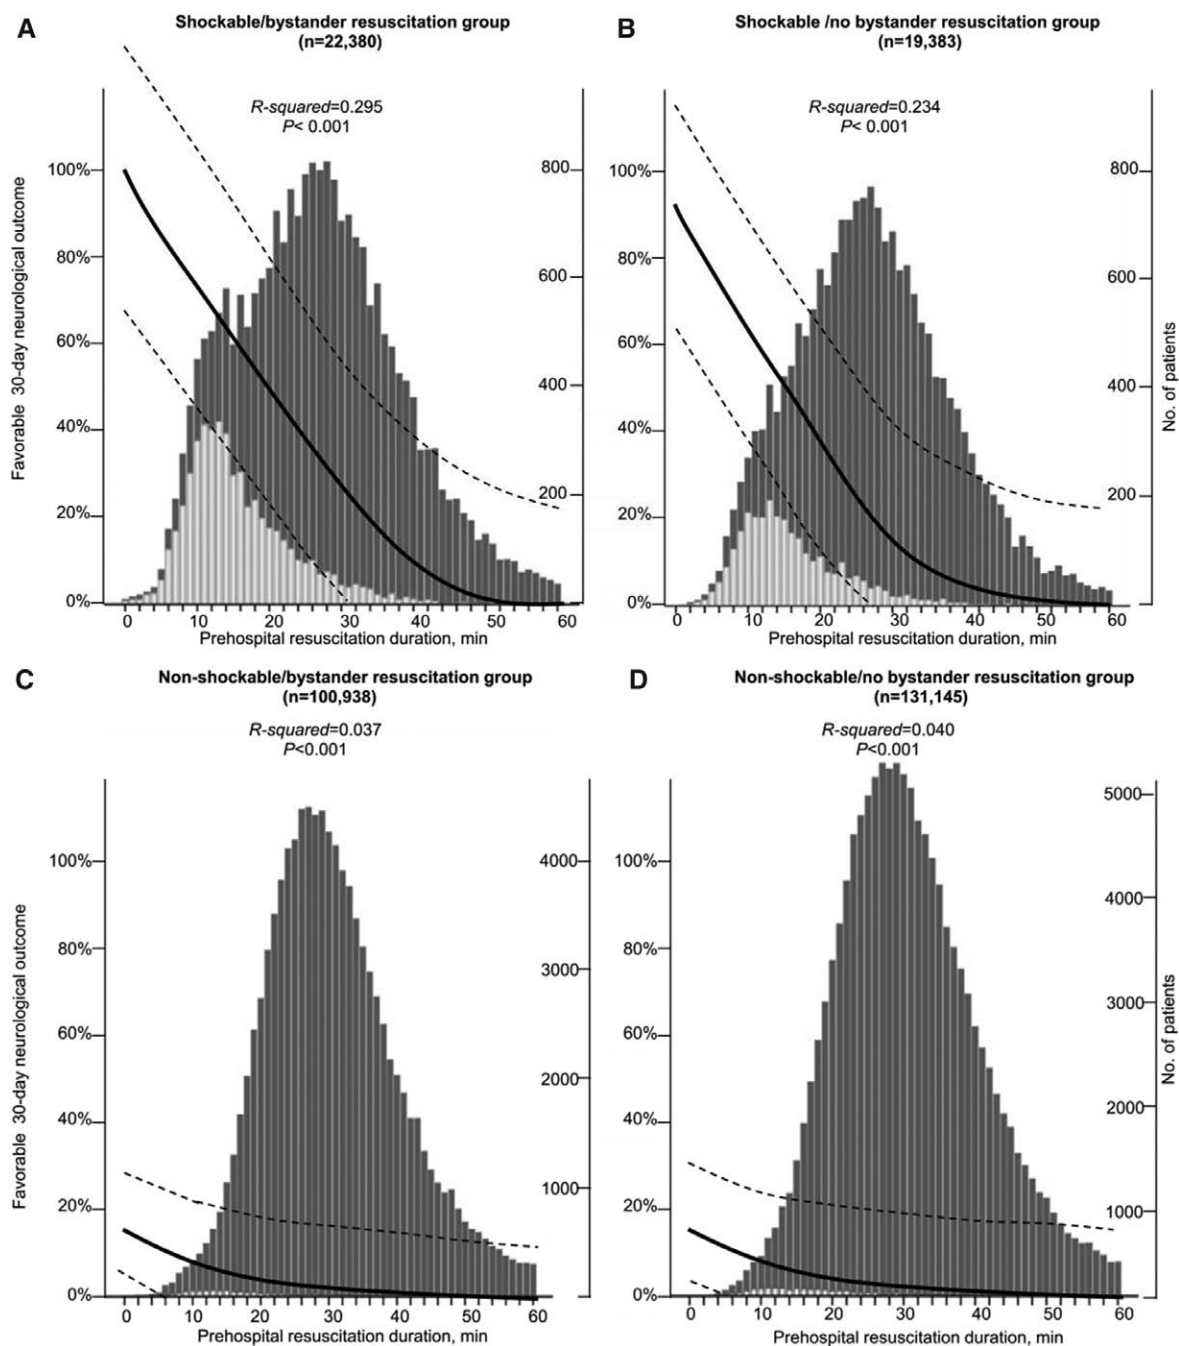 A
Shockable/bystander resuscitation group
(n=22,380)
R-squared=0.295
P< 0.001
Favorable 30-day neurological outcome
100%
80%
60%
40%
20%
0%
800
600
400
200
0 10 20 30 40 50 60
Prehospital resuscitation duration, min
B
Shockable /no bystander resuscitation group
(n=19,383)
R-squared=0.234
P< 0.001
100%
80%
60%
40%
20%
0%
800
600
400
200
No. of patients
0 10 20 30 40 50 60
Prehospital resuscitation duration, min
C
Non-shockable/bystander resuscitation group
(n=100,938)
R-squared=0.037
P<0.001
Favorable 30-day neurological outcome
100%
80%
60%
40%
20%
0%
4000
3000
2000
1000
0 10 20 30 40 50 60
Prehospital resuscitation duration, min
D
Non-shockable/no bystander resuscitation group
(n=131,145)
R-squared=0.040
P<0.001
100%
80%
60%
40%
20%
0%
5000
4000
3000
2000
1000
No. of patients
0 10 20 30 40 50 60
Prehospital resuscitation duration, min